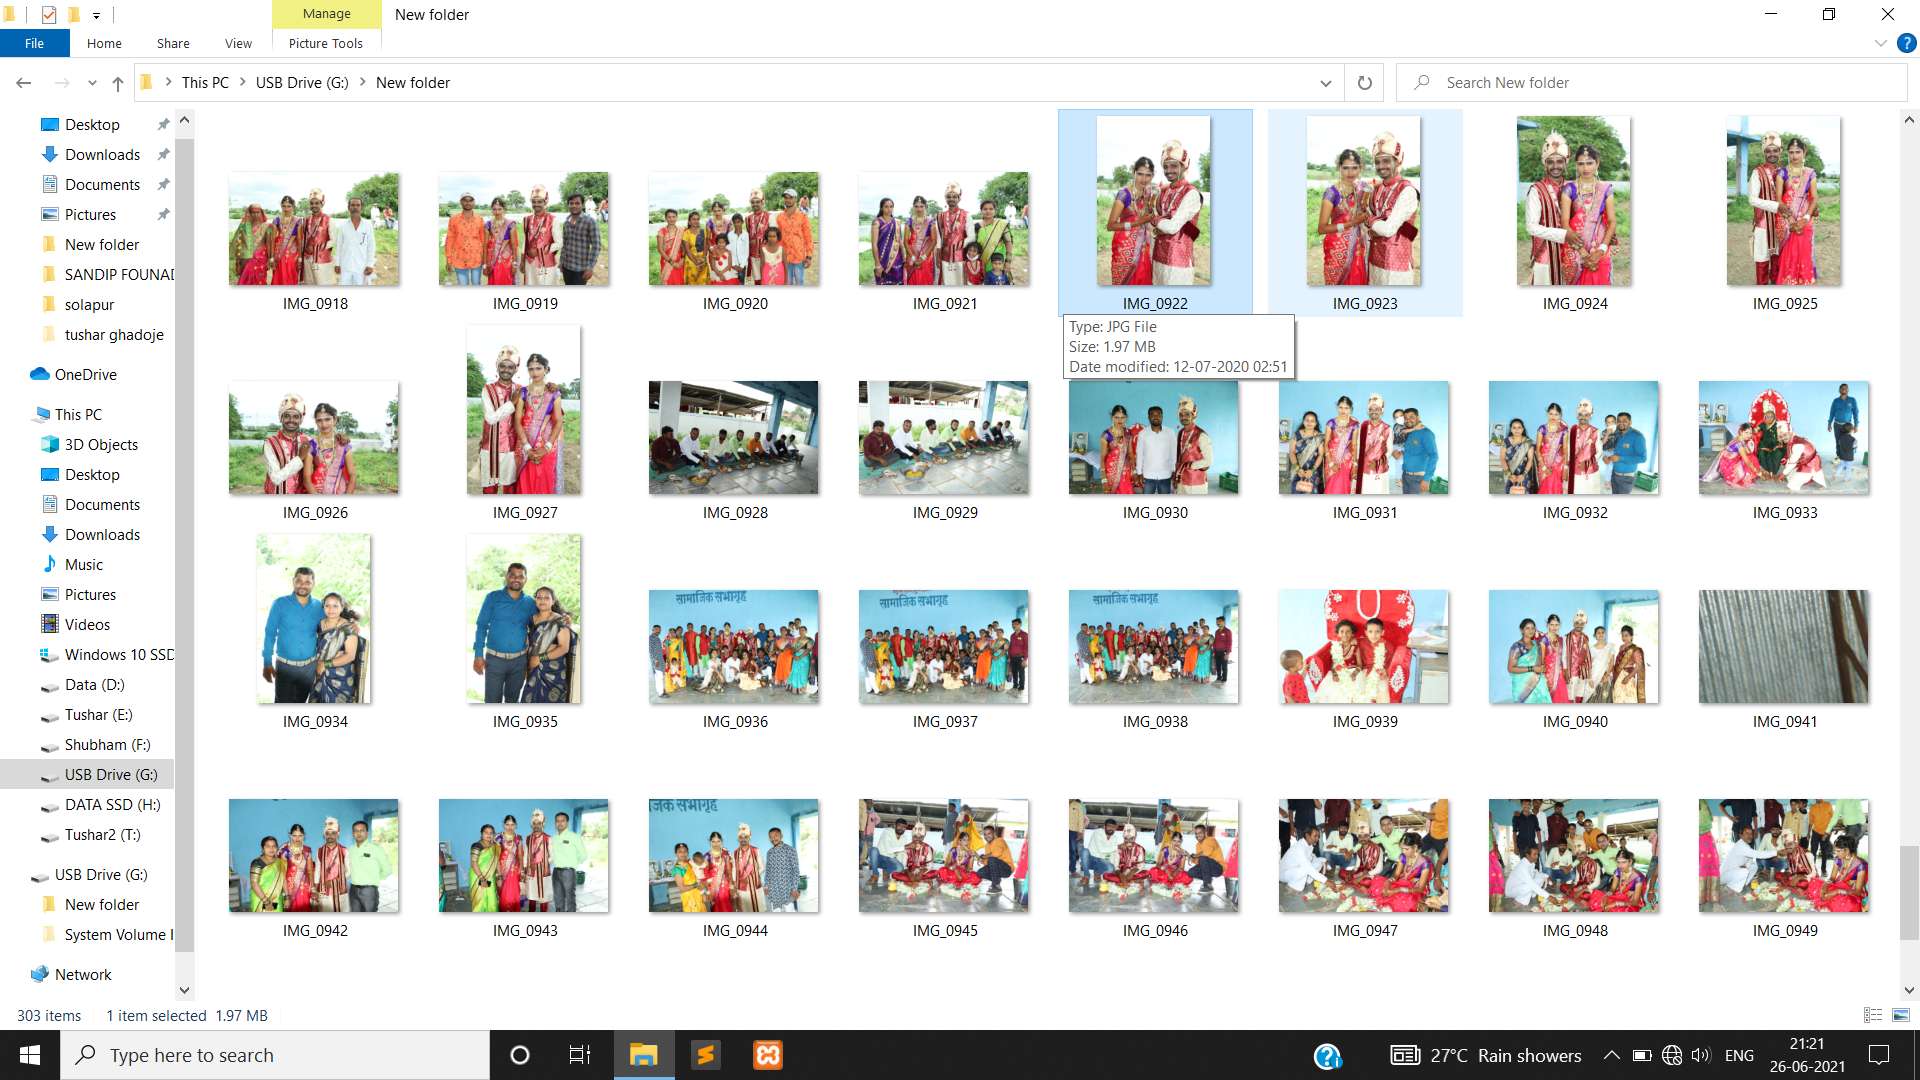 Manage
New folder
File
Home
Share
View
Picture Tools
This PC
USB Drive (G:)
New folder
Search New folder
Desktop
Downloads
Documents
Pictures
New folder
SANDIP FOUNA
solapur
tushar ghadoje
OneDrive
This PC
3D Objects
Desktop
Documents
Downloads
Music
Pictures
Videos
Windows 10 SSD
Data (D:)
Tushar (E:)
Shubham (F:)
USB Drive (G:)
DATA SSD (H:)
Tushar2 (T:)
USB Drive (G:)
New folder
System Volume I
Network
IMG_0918
IMG_0919
IMG_0920
IMG_0921
IMG_0922
IMG_0923
IMG_0924
IMG_0925
Type: JPG File
Size: 1.97 MB
Date modified: 12-07-2020 02:51
IMG_0926
IMG_0927
IMG_0928
IMG_0929
IMG_0930
IMG_0931
IMG_0932
IMG_0933
सामाजिक सभागृह
सामाजिक सभागृह
सामाजिक सभागृह
IMG_0934
IMG_0935
IMG_0936
IMG_0937
IMG_0938
IMG_0939
IMG_0940
IMG_0941
सभागृह
IMG_0942
IMG_0943
IMG_0944
IMG_0945
IMG_0946
IMG_0947
IMG_0948
IMG_0949
303 items
1 item selected 1.97 MB
Type here to search
27°C Rain showers
ENG
21:21
26-06-2021